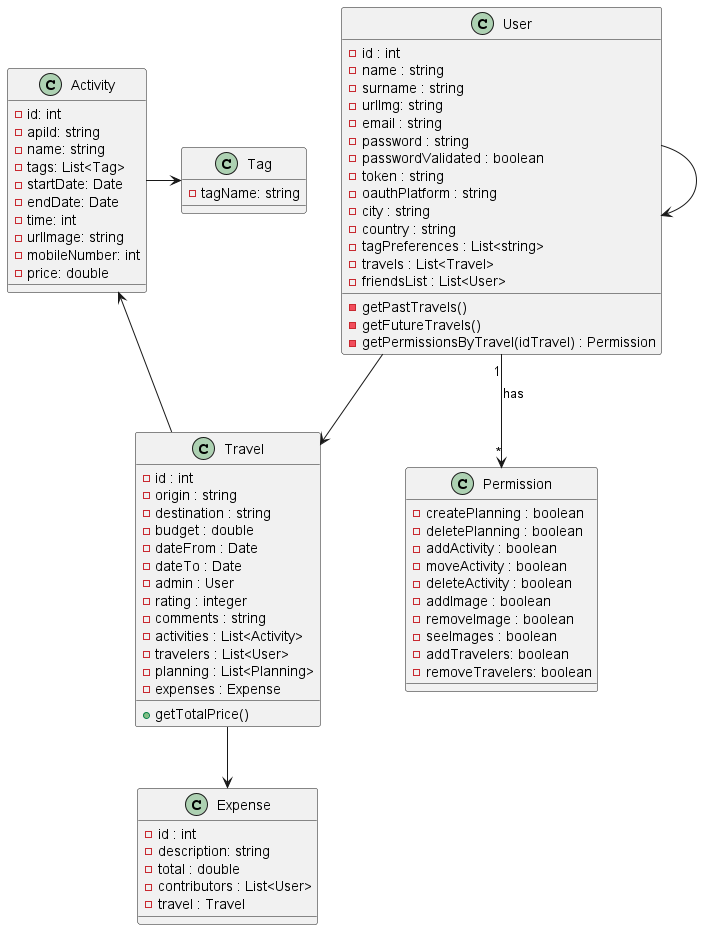 C User
id : int
name : string
surname : string
urlImg: string
email : string
password : string
passwordValidated : boolean
token : string
oauthPlatform : string
city : string
country : string
tagPreferences : List<string>
travels : List<Travel>
friendsList : List<User>
getPastTravels()
getFutureTravels()
getPermissionsByTravel(idTravel) : Permission
C Activity
id: int
apiId: string
name: string
tags: List<Tag>
startDate: Date
endDate: Date
time: int
urlImage: string
mobileNumber: int
price: double
C Tag
tagName: string
1
has
*
C Travel
id : int
origin : string
destination : string
budget : double
dateFrom : Date
dateTo : Date
admin : User
rating : integer
comments : string
activities : List<Activity>
travelers : List<User>
planning : List<Planning>
expenses : Expense
getTotalPrice()
C Permission
createPlanning : boolean
deletePlanning : boolean
addActivity : boolean
moveActivity : boolean
deleteActivity : boolean
addImage : boolean
removeImage : boolean
seeImages : boolean
addTravelers: boolean
removeTravelers: boolean
C Expense
id : int
description: string
total : double
contributors : List<User>
travel : Travel